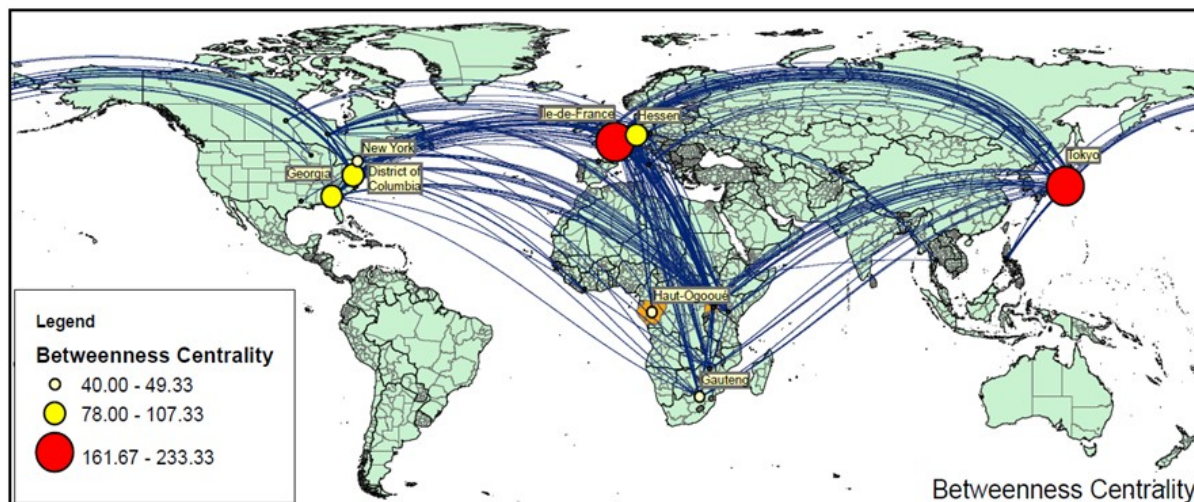 Ile-de-France
Hessen
New York
Georgia
District of
Columbia
Tokyo
Haut-Ogooué
Gauteng
Legend
Betweenness Centrality
40.00 - 49.33
78.00 - 107.33
161.67 - 233.33
Betweenness Centrality